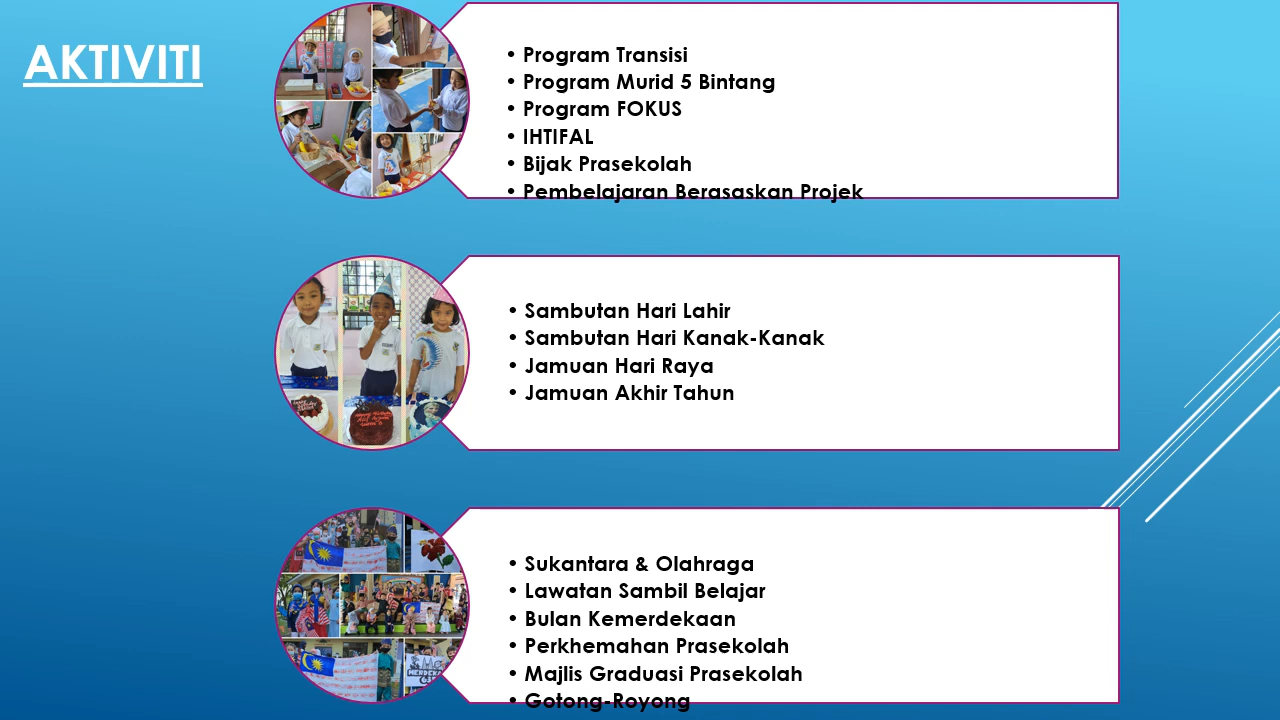 AKTIVITI
• Program Transisi
• Program Murid 5 Bintang
• Program FOKUS
• IHTIFAL
• Bijak Prasekolah
• Pembelajaran Berasaskan Projek
• Sambutan Hari Lahir
• Sambutan Hari Kanak-Kanak
• Jamuan Hari Raya
• Jamuan Akhir Tahun
• Sukantara & Olahraga
• Lawatan Sambil Belajar
• Bulan Kemerdekaan
• Perkhemahan Prasekolah
• Majlis Graduasi Prasekolah
• Gotong-Royong